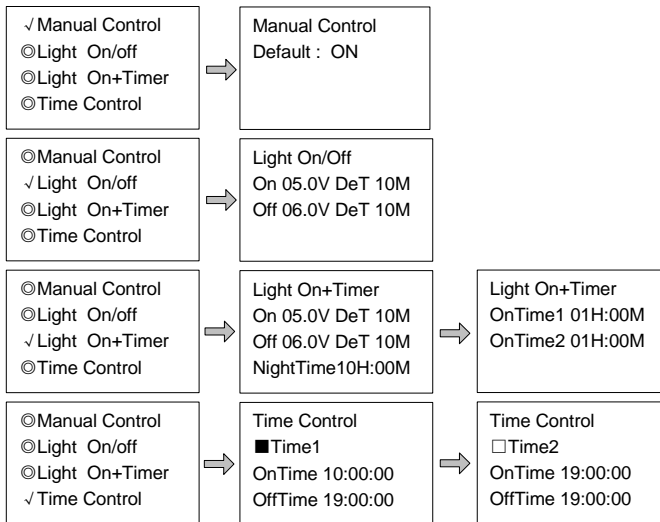 √Manual Control
◎Light On/off
◎Light On+Timer
◎Time Control
Manual Control
Default : ON
◎Manual Control
√Light On/off
◎Light On+Timer
◎Time Control
Light On/Off
On 05.0V DeT 10M
Off 06.0V DeT 10M
◎Manual Control
◎Light On/off
√Light On+Timer
◎Time Control
Light On+Timer
On 05.0V DeT 10M
Off 06.0V DeT 10M
NightTime10H:00M
Light On+Timer
OnTime1 01H:00M
OnTime2 01H:00M
◎Manual Control
◎Light On/off
◎Light On+Timer
√Time Control
Time Control
■Time1
OnTime 10:00:00
OffTime 19:00:00
Time Control
□Time2
OnTime 19:00:00
OffTime 19:00:00